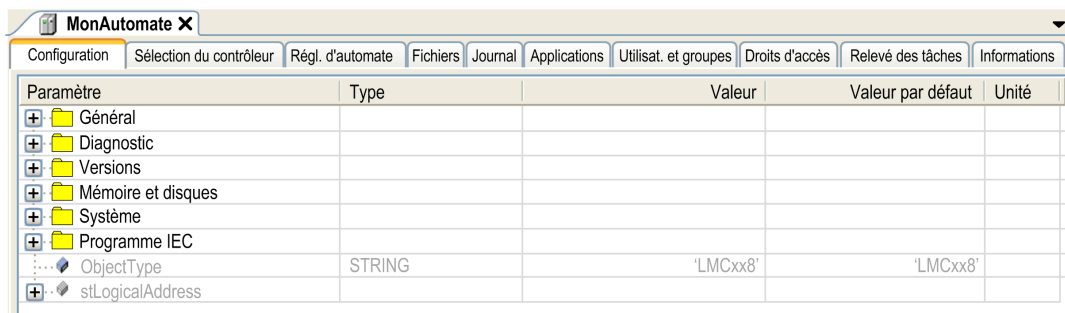 MonAutomate
Configuration Sélection du contrôleur Régl. d'automate Fichiers Journal Applications Utilisat. et groupes Droits d'accès Relevé des tâches Informations
Paramètre Type Valeur Valeur par défaut Unité
Général
Diagnostic
Versions
Mémoire et disques
Système
Programme IEC
ObjectType STRING ‘LMCxx8’ ‘LMCxx8’
stLogicalAddress